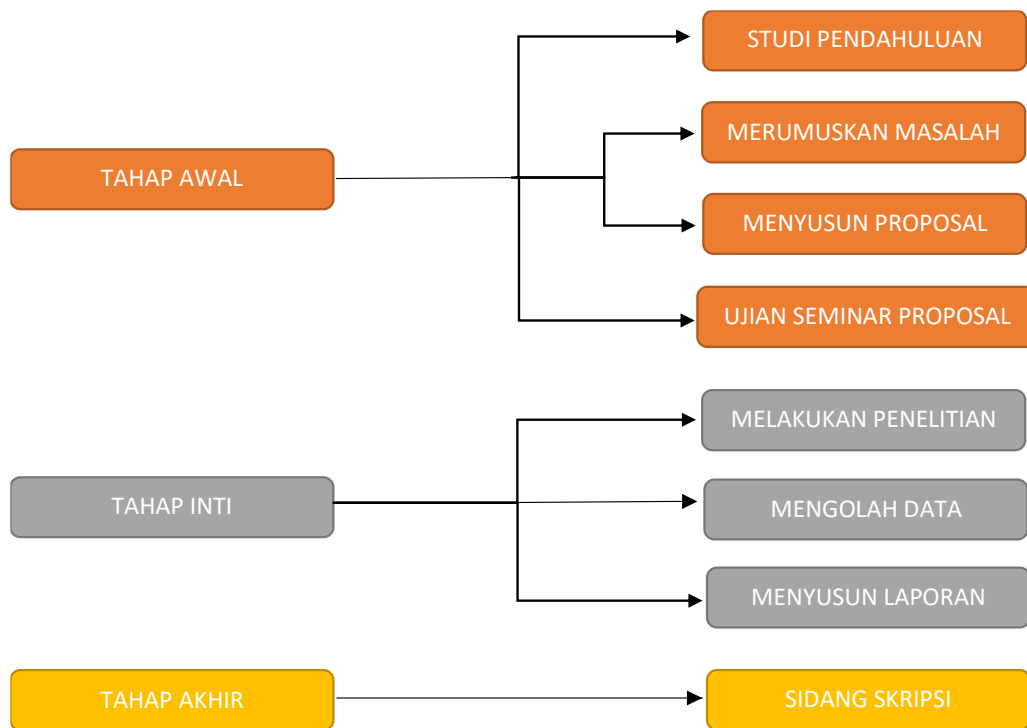 TAHAP AWAL
STUDI PENDAHULUAN
MERUMUSKAN MASALAH
MENYUSUN PROPOSAL
UJIAN SEMINAR PROPOSAL
TAHAP INTI
MELAKUKAN PENELITIAN
MENGOLAH DATA
MENYUSUN LAPORAN
TAHAP AKHIR
SIDANG SKRIPSI